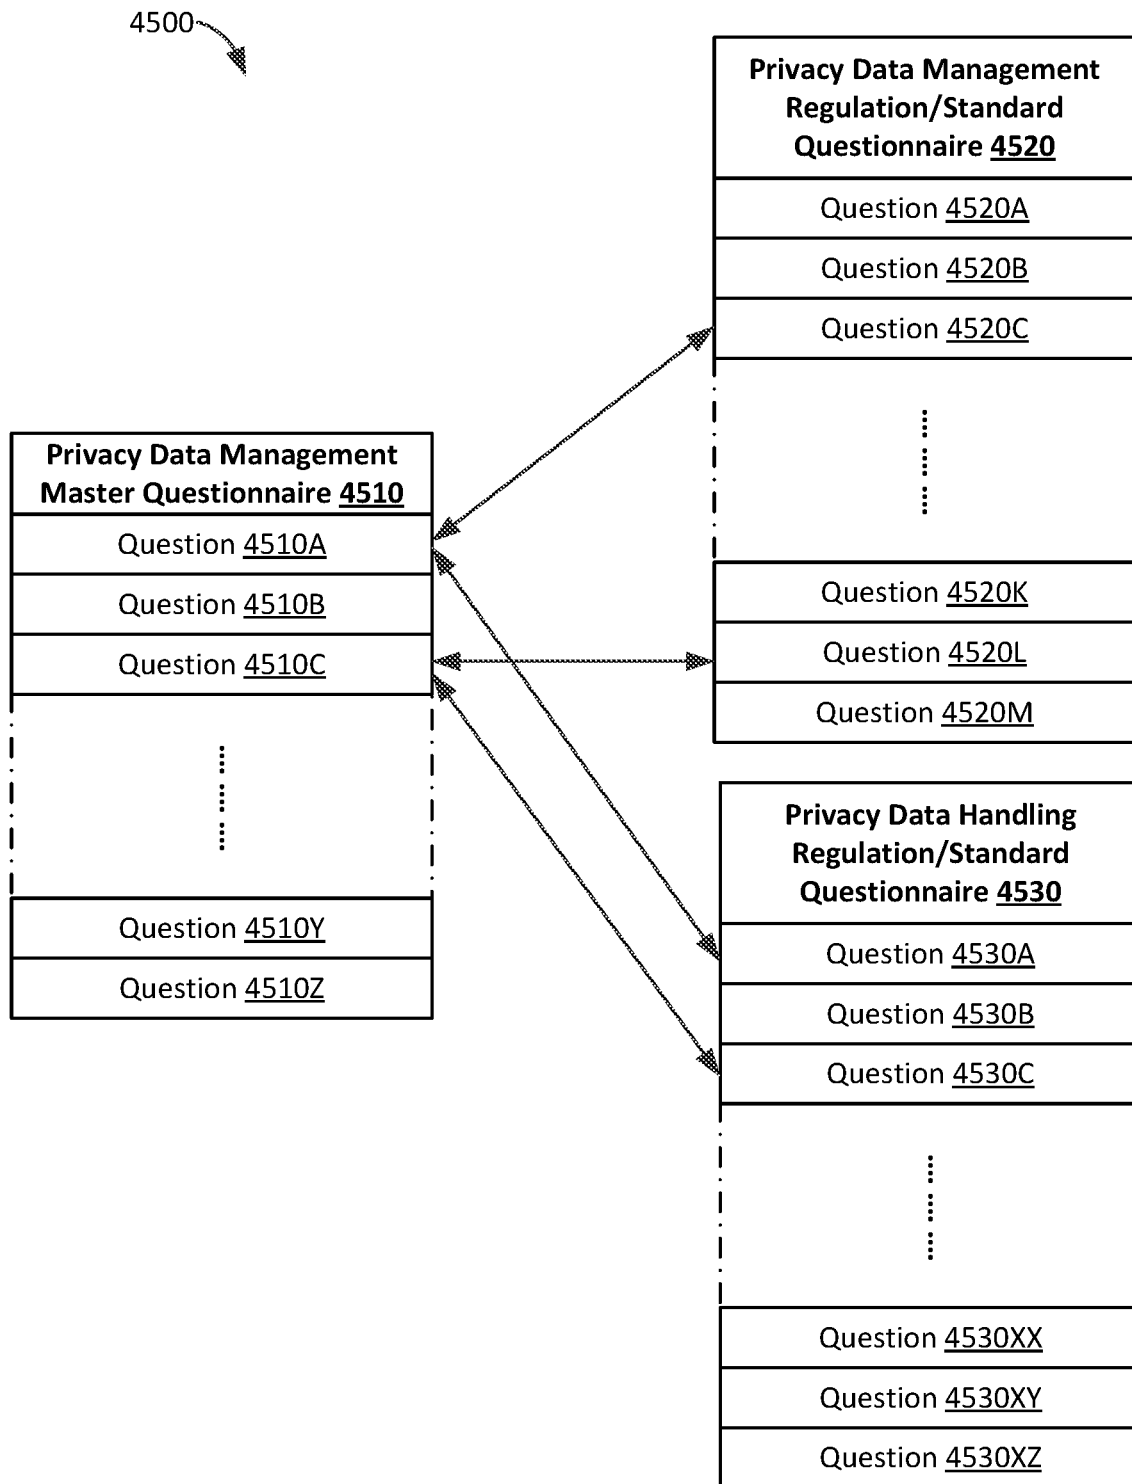 4500
Privacy Data Management
Regulation/Standard
Questionnaire 4520
Question 4520A
Question 4520B
Question 4520C
Question 4520K
Question 4520L
Question 4520M
Privacy Data Management
Master Questionnaire 4510
Question 4510A
Question 4510B
Question 4510C
Question 4510Y
Question 4510Z
Privacy Data Handling
Regulation/Standard
Questionnaire 4530
Question 4530A
Question 4530B
Question 4530C
Question 4530XX
Question 4530XY
Question 4530XZ